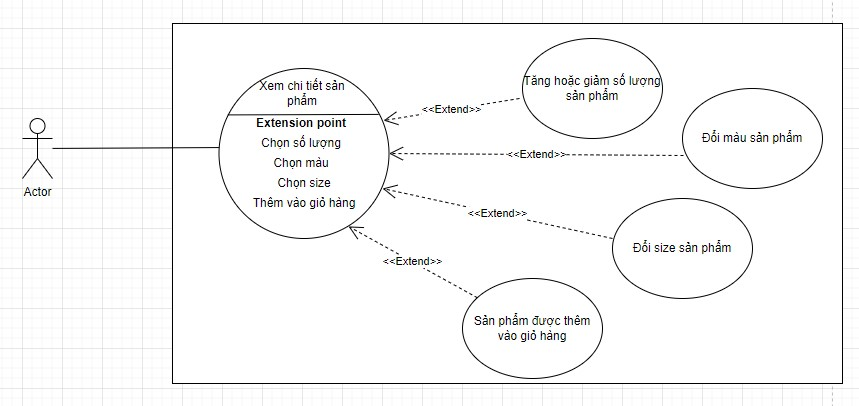 Actor
Xem chi tiết sản
phẩm
Extension point
Chọn số lượng
Chọn màu
Chọn size
Thêm vào giỏ hàng
<<Extend>>
Tăng hoặc giảm số lượng
sản phẩm
<<Extend>>
Đổi màu sản phẩm
<<Extend>>
Đổi size sản phẩm
<<Extend>>
Sản phẩm được thêm
vào giỏ hàng